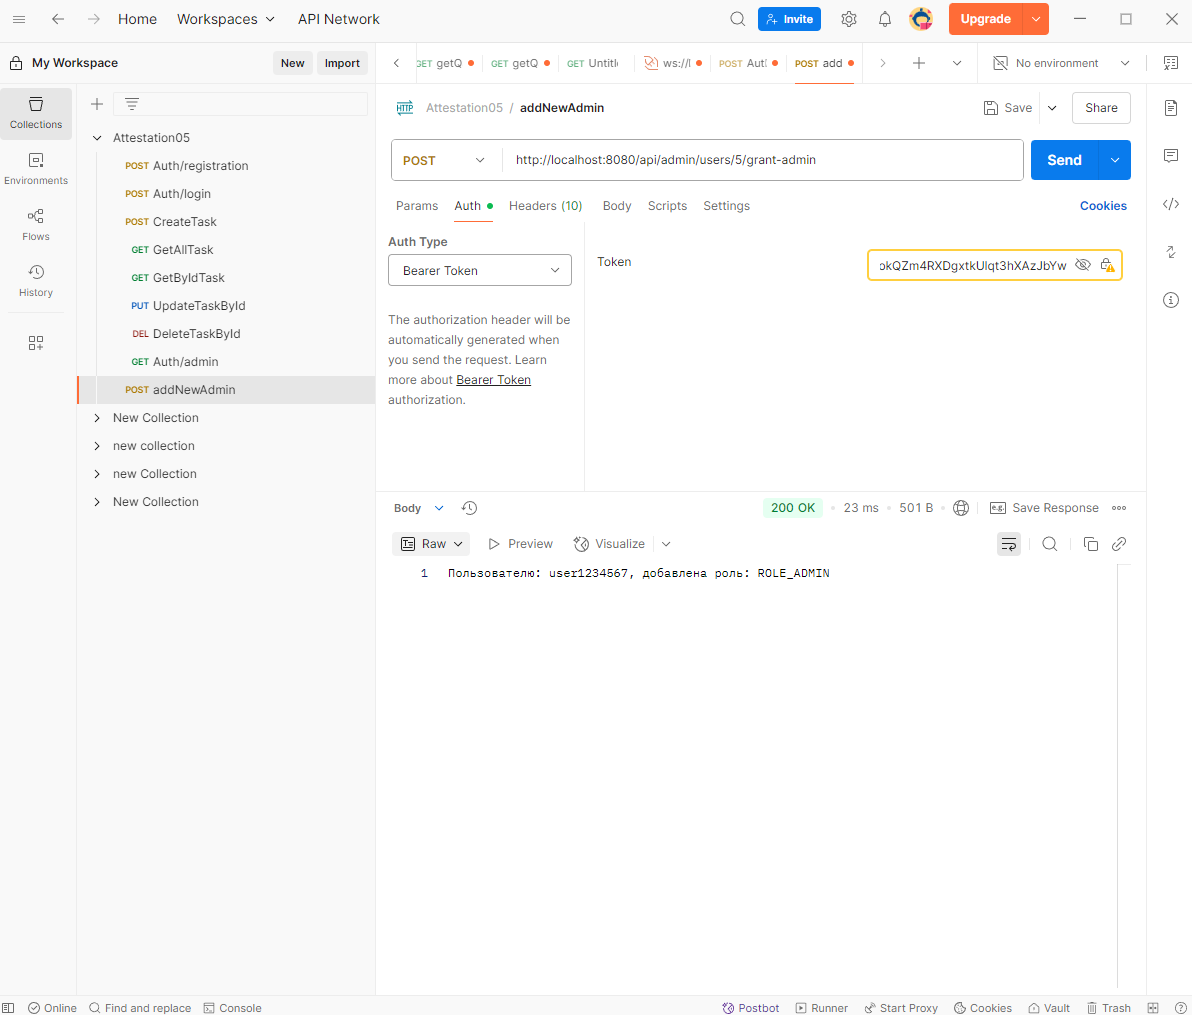 Home Workspaces API Network Invite Upgrade
My Workspace New Import
GET getQ GET getQ GET Untitl ws://l POST Aut POST add No environment
Collections
Environments
Flows
History
Attestation05
POST Auth/registration
POST Auth/login
POST CreateTask
GET GetAllTask
GET GetByIdTask
PUT UpdateTaskById
DEL DeleteTaskById
GET Auth/admin
POST addNewAdmin
New Collection
new collection
new Collection
New Collection
HTTP Attestation05 / addNewAdmin Save Share
POST http://localhost:8080/api/admin/users/5/grant-admin Send
Params Auth Headers (10) Body Scripts Settings Cookies
Auth Type
Bearer Token
The authorization header will be
automatically generated when
you send the request. Learn
more about Bearer Token
authorization.
Token kQZm4RXDgxtkUlqt3hXAzJbYw
Body 200 OK 23 ms 501 B e.g. Save Response
Raw Preview Visualize
1 Пользователю: user1234567, добавлена роль: ROLE_ADMIN
Online Find and replace Console Postbot Runner Start Proxy Cookies Vault Trash